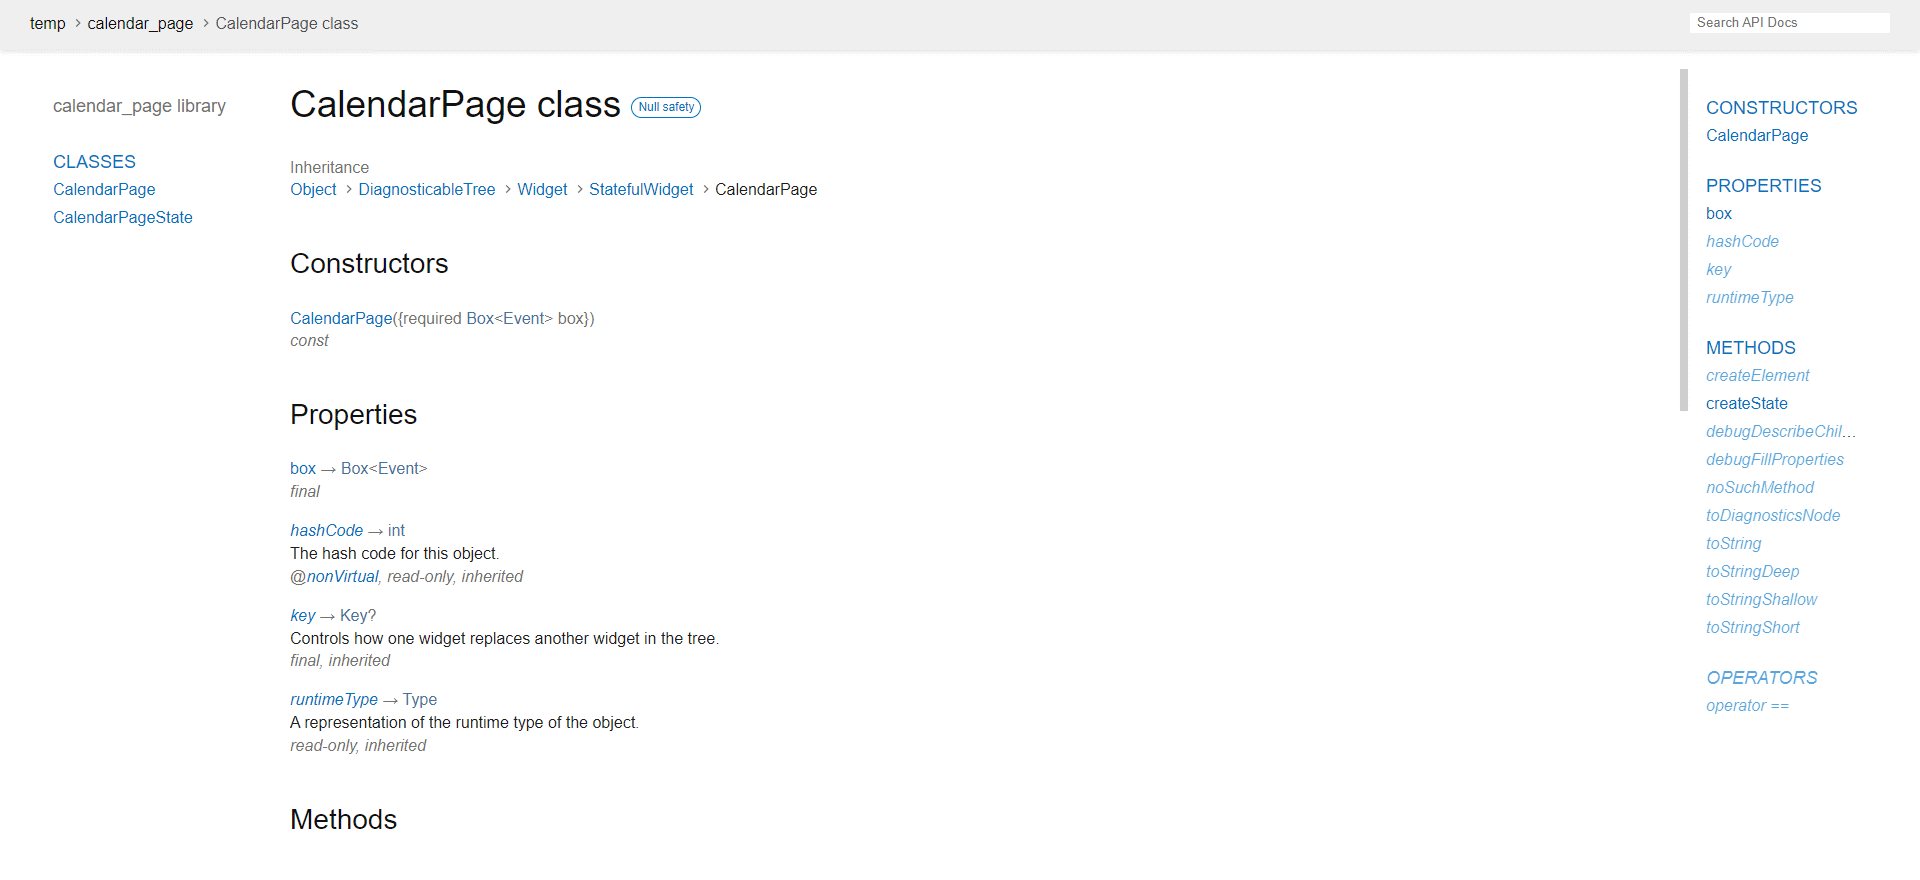 temp > calendar_page > CalendarPage class
Search API Docs
calendar_page library
CLASSES
CalendarPage
CalendarPageState
CalendarPage class Null safety
Inheritance
Object > DiagnosticableTree > Widget > StatefulWidget > CalendarPage
Constructors
CalendarPage({required Box<Event> box})
const
Properties
box → Box<Event>
final
hashCode → int
The hash code for this object.
@nonVirtual, read-only, inherited
key → Key?
Controls how one widget replaces another widget in the tree.
final, inherited
runtimeType → Type
A representation of the runtime type of the object.
read-only, inherited
Methods
CONSTRUCTORS
CalendarPage
PROPERTIES
box
hashCode
key
runtimeType
METHODS
createElement
createState
debugDescribeChil...
debugFillProperties
noSuchMethod
toDiagnosticsNode
toString
toStringDeep
toStringShallow
toStringShort
OPERATORS
operator ==